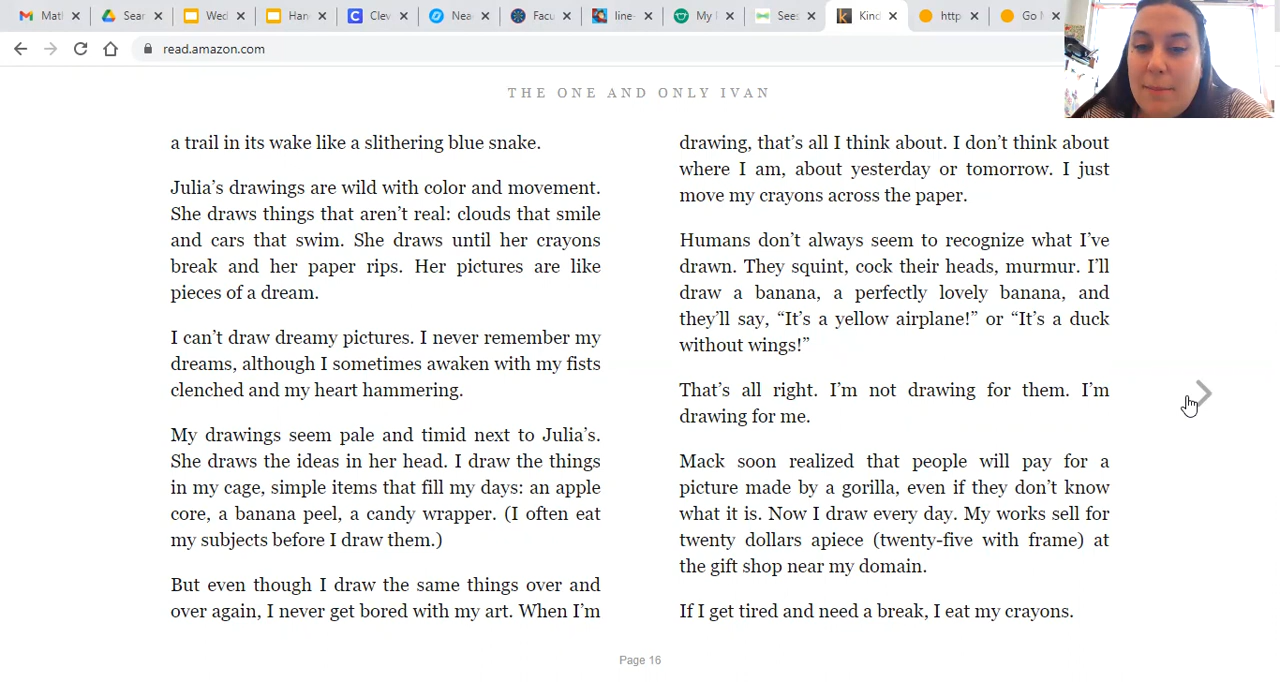 Matl
Sear
Wed
Han
Clev
Nea
Facu
line-
My I
Sees
Kinc
http
Go M
read.amazon.com
THE ONE AND ONLY IVAN
a trail in its wake like a slithering blue snake.
Julia’s drawings are wild with color and movement.
She draws things that aren’t real: clouds that smile
and cars that swim. She draws until her crayons
break and her paper rips. Her pictures are like
pieces of a dream.
I can’t draw dreamy pictures. I never remember my
dreams, although I sometimes awaken with my fists
clenched and my heart hammering.
My drawings seem pale and timid next to Julia’s.
She draws the ideas in her head. I draw the things
in my cage, simple items that fill my days: an apple
core, a banana peel, a candy wrapper. (I often eat
my subjects before I draw them.)
But even though I draw the same things over and
over again, I never get bored with my art. When I’m
drawing, that’s all I think about. I don’t think about
where I am, about yesterday or tomorrow. I just
move my crayons across the paper.
Humans don’t always seem to recognize what I’ve
drawn. They squint, cock their heads, murmur. I’ll
draw a banana, a perfectly lovely banana, and
they’ll say, “It’s a yellow airplane!” or “It’s a duck
without wings!”
That’s all right. I’m not drawing for them. I’m
drawing for me.
Mack soon realized that people will pay for a
picture made by a gorilla, even if they don’t know
what it is. Now I draw every day. My works sell for
twenty dollars apiece (twenty-five with frame) at
the gift shop near my domain.
If I get tired and need a break, I eat my crayons.
Page 16